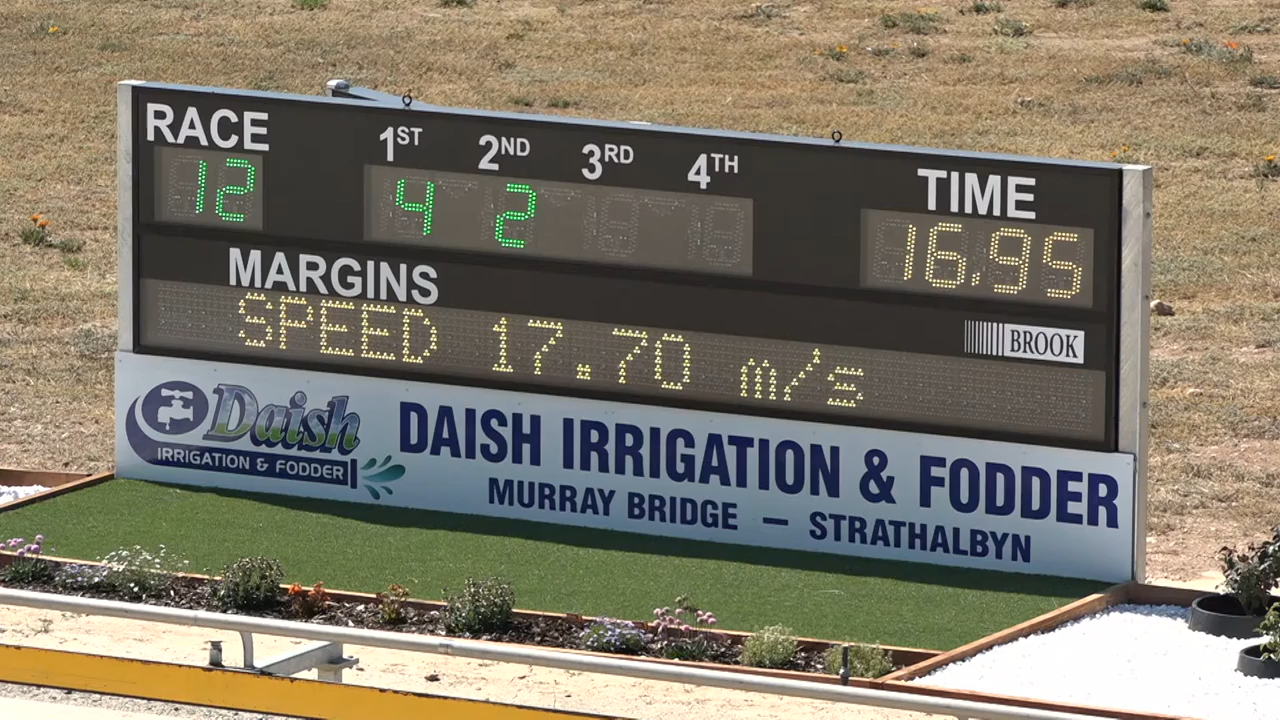 RACE 1ST 2ND 3RD 4TH TIME
12 4 2 16.95
MARGINS
BROOK
SPEED 17.70 m/s
Daish
IRRIGATION & FODDER
DAISH IRRIGATION & FODDER
MURRAY BRIDGE – STRATHALBYN